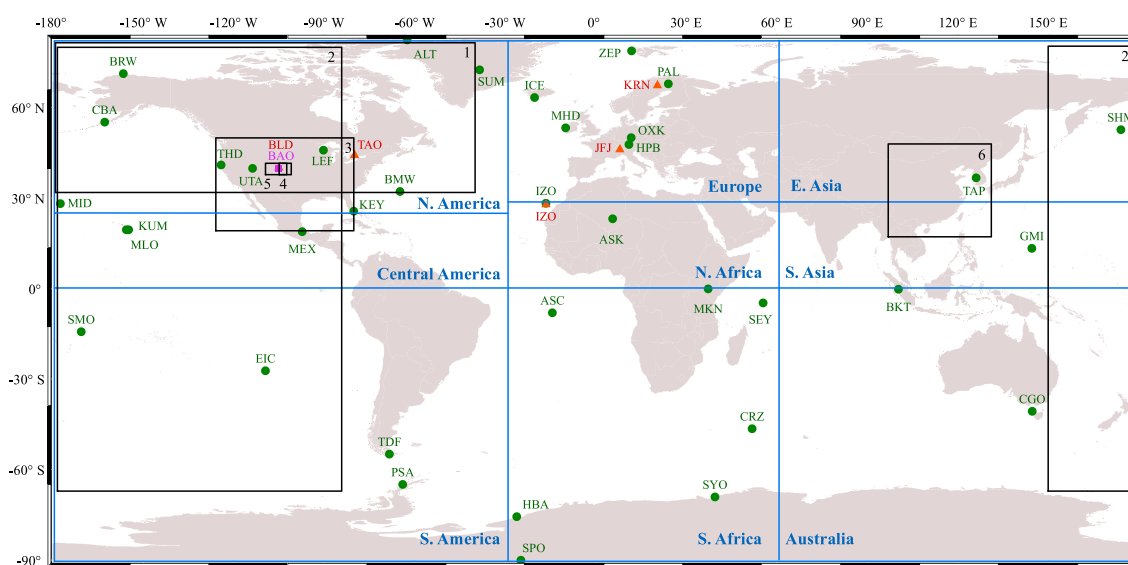 -180° W
-150° W
-120° W
-90° W
-60° W
-30° W
0°
30° E
60° E
90° E
120° E
150° E
1
2
ALT
ZEP
2
BRW
SUM
ICE
KRN
PAL
60° N
CBA
MHD
OXK
SHM
THD
BLD
BAO
LEF
3
TAO
JFJ
HPB
6
UTA
5
4
BMW
IZO
Europe
E. Asia
TAP
30° N
MID
KEY
N. America
IZO
KUM
MLO
MEX
ASK
GMI
Central America
N. Africa
S. Asia
0°
ASC
MKN
SEY
BKT
SMO
EIC
-30° S
CGO
CRZ
TDF
-60° S
PSA
SYO
HBA
S. America
S. Africa
Australia
SPO
-90° S